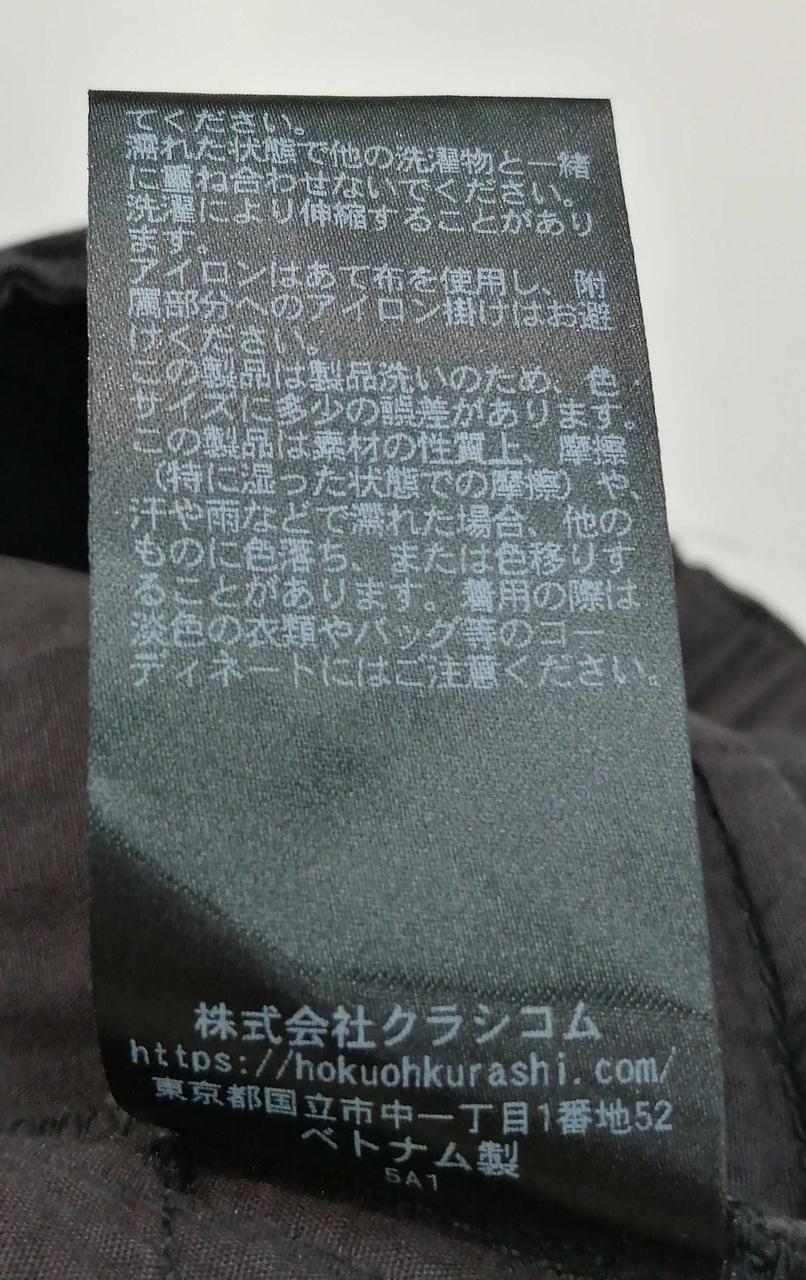 てください。
濡れた状態で他の洗濯物と一緒
に重ね合わせないでください。
洗濯により伸縮することがあり
ます。
アイロンはあて布を使用し、附
属部分へのアイロン掛けはお避
けください。
この製品は製品洗いのため、色・
サイズに多少の誤差があります。
この製品は素材の性質上、摩擦
（特に湿った状態での摩擦）や、
汗や雨などで濡れた場合、他の
ものに色落ち、または色移りす
ることがあります。着用の際は
淡色の衣類やバッグ等のコー
ディネートにはご注意ください。
株式会社クラシコム
https://hokuohkurashi.com/
東京都国立市中一丁目1番地52
ベトナム製
5A1